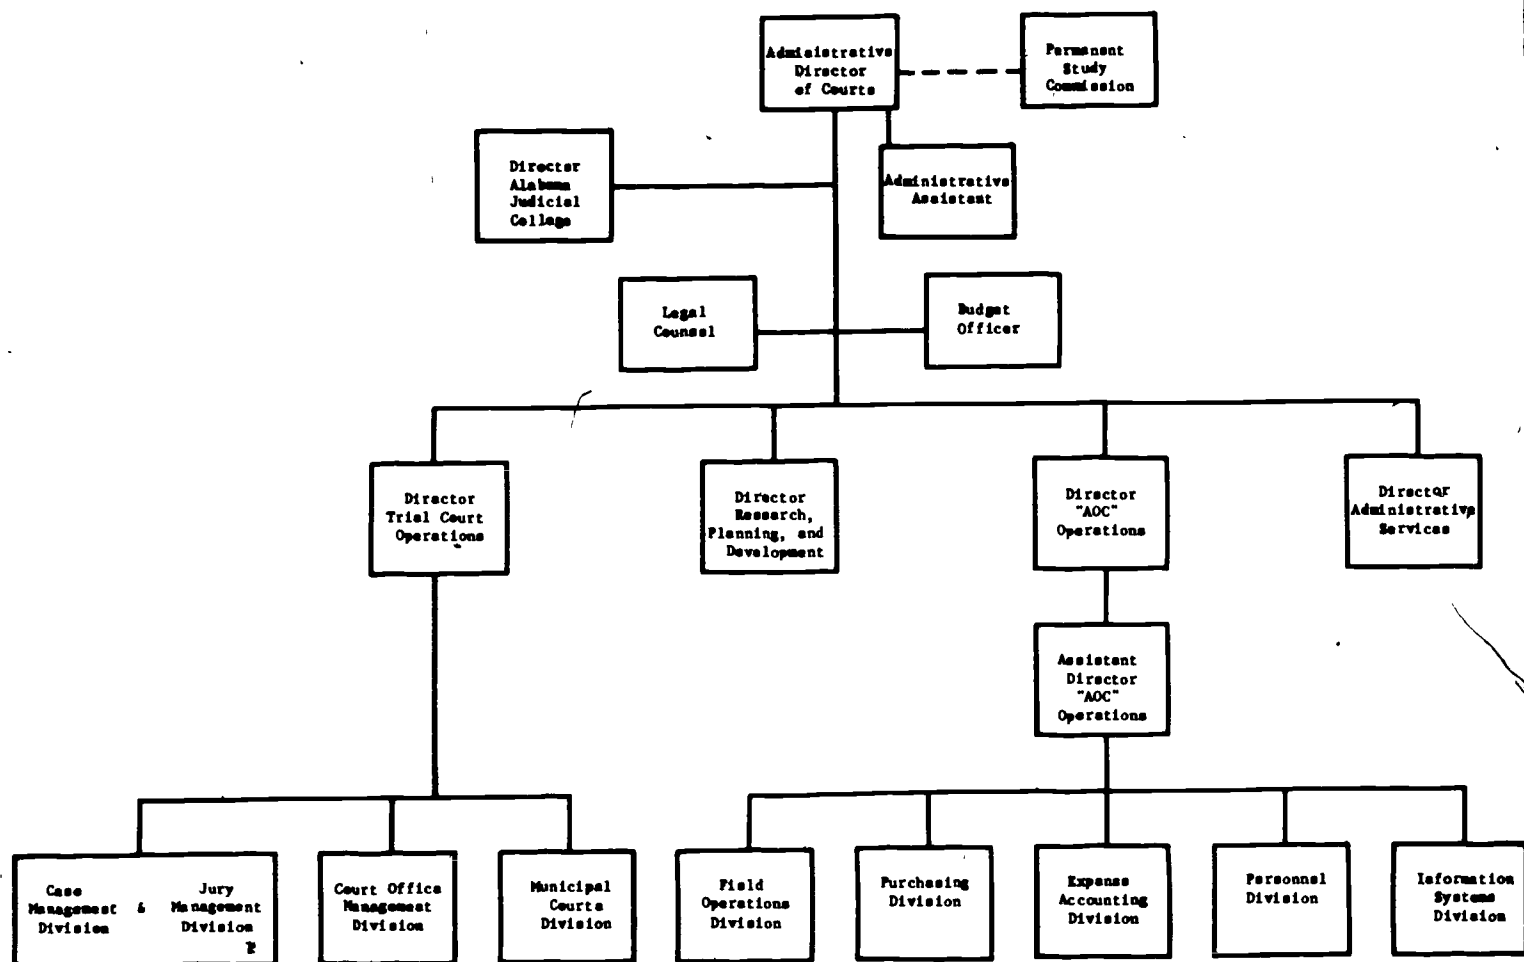 Administrative
Director
of Courts
Permanent
Study
Commission
Director
Alabama
Judicial
College
Administrative
Assistant
Legal
Counsel
Budget
Officer
Director
Trial Court
Operations
Director
Research,
Planning, and
Development
Director
"AOC"
Operations
Director
Administrative
Services
Assistant
Director
"AOC"
Operations
Case
Management
Division
&
Jury
Management
Division
Court Office
Management
Division
Municipal
Courts
Division
Field
Operations
Division
Purchasing
Division
Expense
Accounting
Division
Personnel
Division
Information
Systems
Division